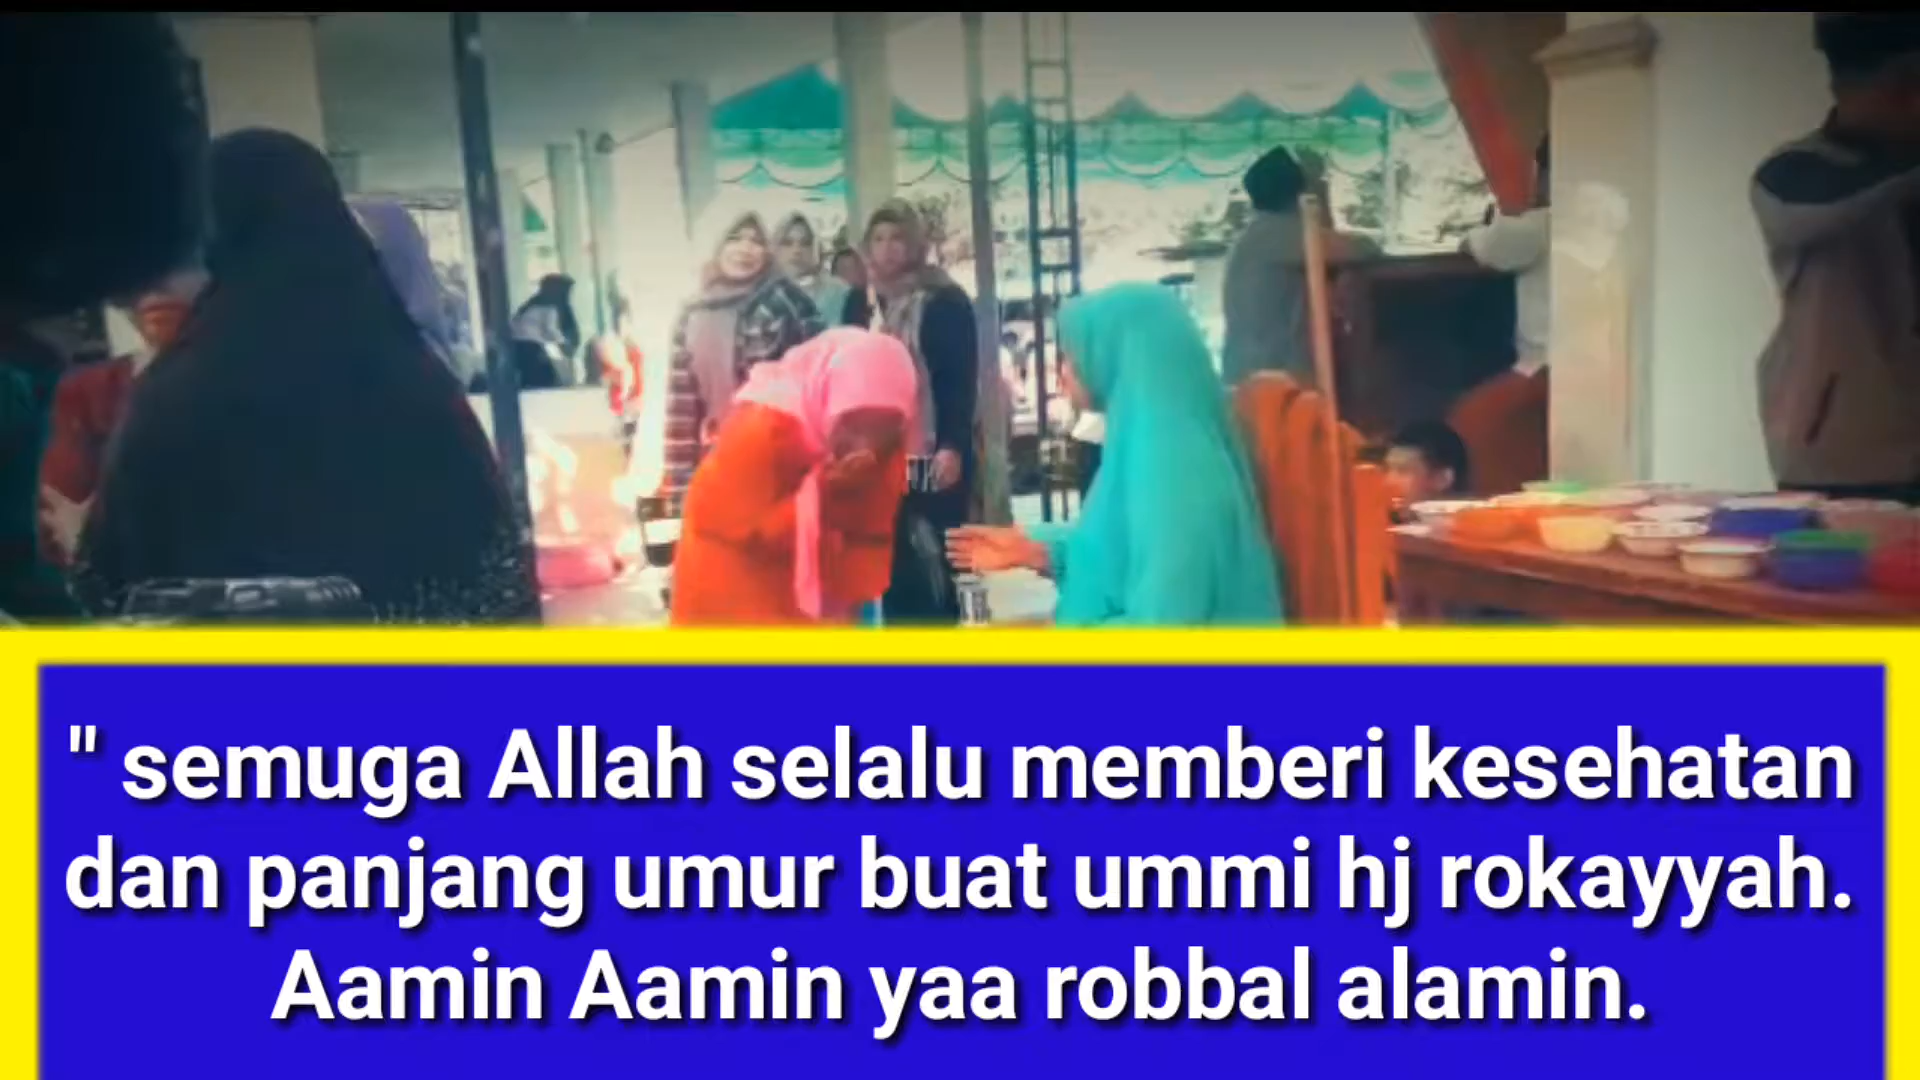 " semuga Allah selalu memberi kesehatan
dan panjang umur buat ummi hj rokayyah.
Aamin Aamin yaa robbal alamin.